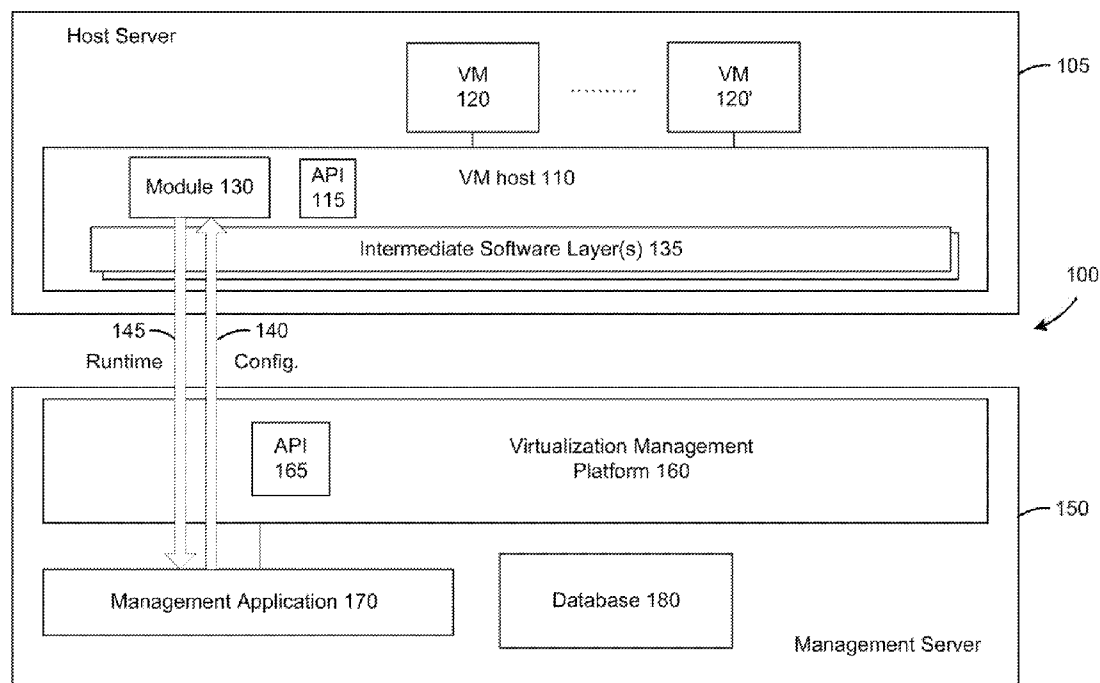 Host Server
VM
120
VM
120'
105
Module 130
API
115
VM host 110
Intermediate Software Layer(s) 135
100
145
140
Runtime
Config.
API
165
Virtualization Management
Platform 160
150
Management Application 170
Database 180
Management Server